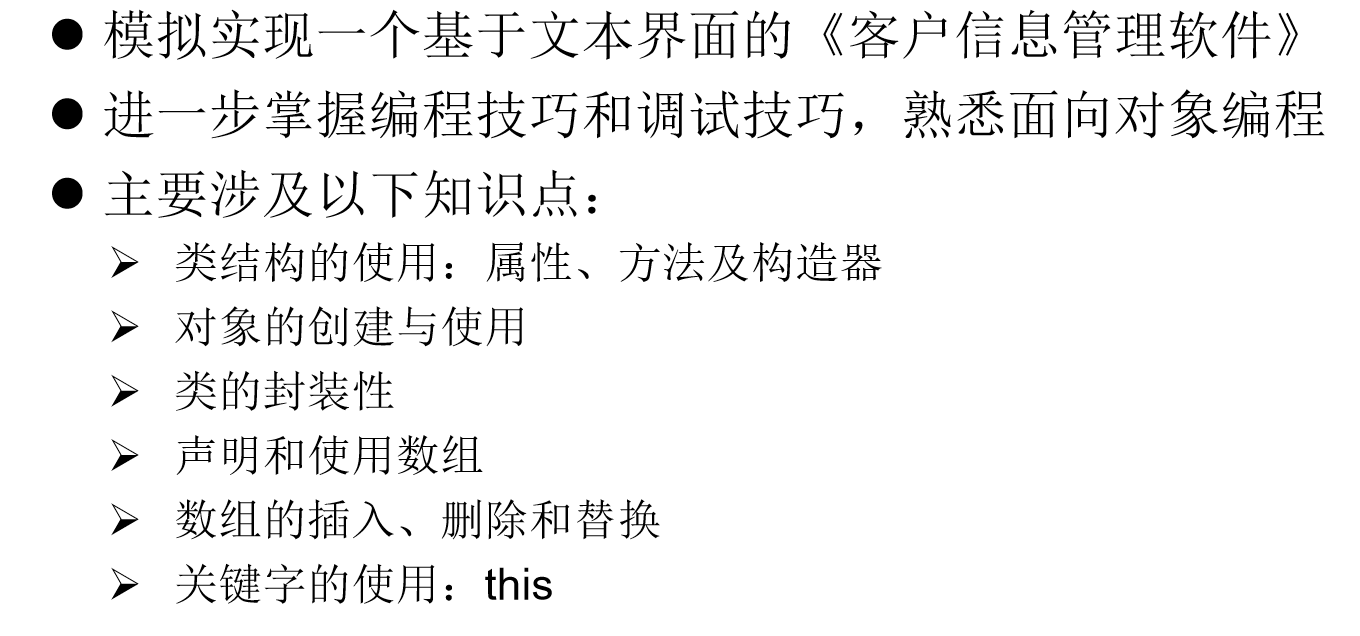 ● 模拟实现一个基于文本界面的《客户信息管理软件》
● 进一步掌握编程技巧和调试技巧，熟悉面向对象编程
● 主要涉及以下知识点：
➢ 类结构的使用：属性、方法及构造器
➢ 对象的创建与使用
➢ 类的封装性
➢ 声明和使用数组
➢ 数组的插入、删除和替换
➢ 关键字的使用：this